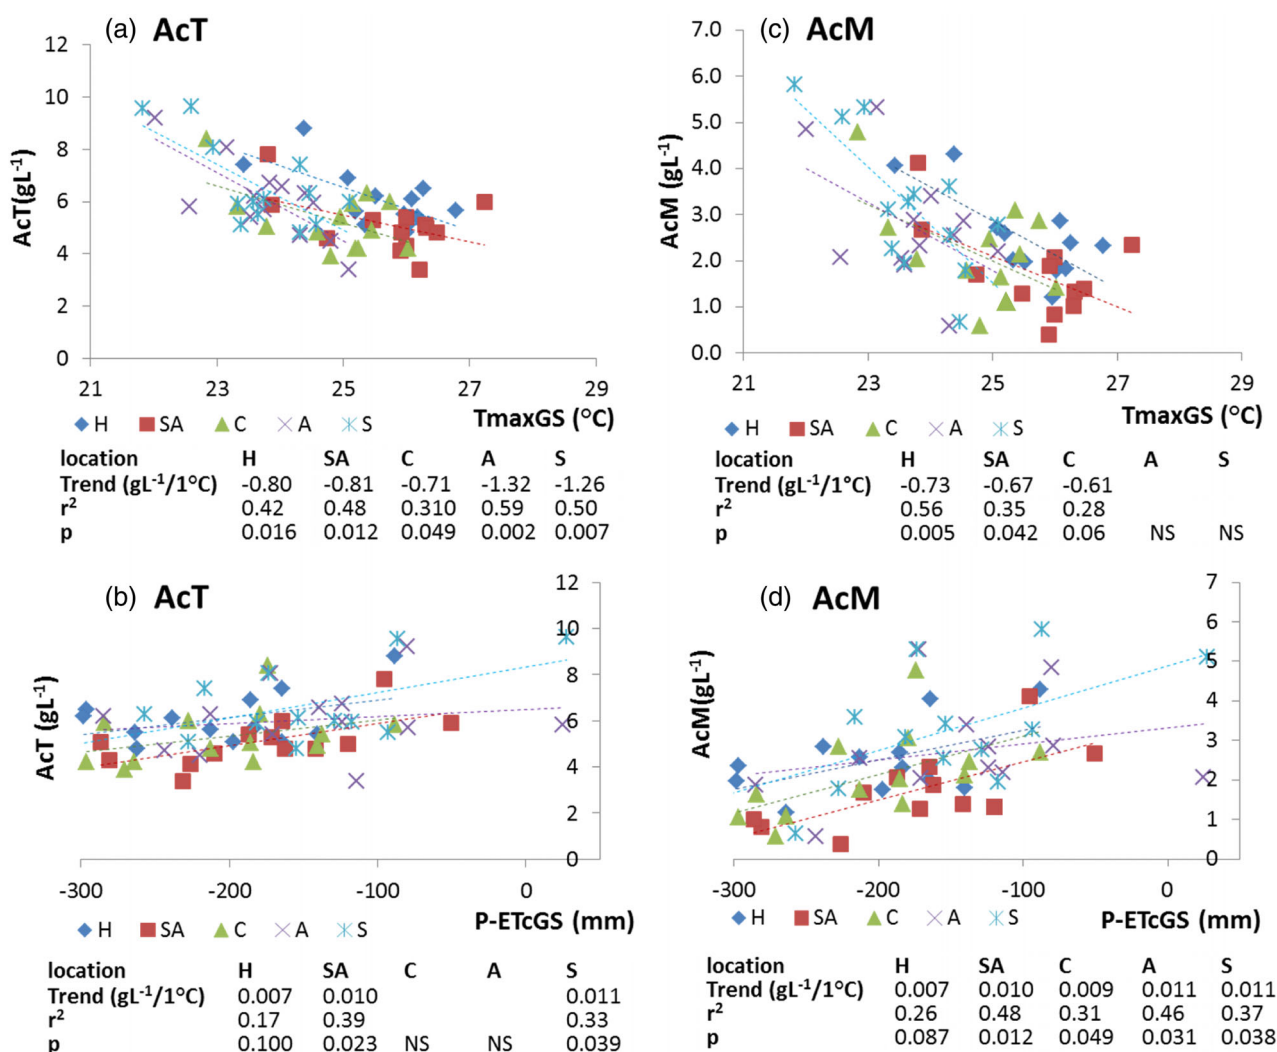 (a) AcT
12
10
8
6
4
2
0
AcT(gL-1)
21 23 25 27 29
TmaxGS (°C)
H SA C A S
location H SA C A S
Trend (gL-1/1°C) -0.80 -0.81 -0.71 -1.32 -1.26
r2 0.42 0.48 0.310 0.59 0.50
p 0.016 0.012 0.049 0.002 0.007
(c) AcM
7.0
6.0
5.0
4.0
3.0
2.0
1.0
0.0
AcM (gL-1)
21 23 25 27 29
TmaxGS (°C)
H SA C A S
location H SA C A S
Trend (gL-1/1°C) -0.73 -0.67 -0.61
r2 0.56 0.35 0.28
p 0.005 0.042 0.06 NS NS
(b) AcT
12
10
8
6
4
2
0
AcT (gL-1)
-300 -200 -100 0
P-ETcGS (mm)
H SA C A S
location H SA C A S
Trend (gL-1/1°C) 0.007 0.010 0.011
r2 0.17 0.39 0.33
p 0.100 0.023 NS NS 0.039
(d) AcM
7
6
5
4
3
2
1
0
AcM(gL-1)
-300 -200 -100 0
P-ETcGS (mm)
H SA C A S
location H SA C A S
Trend (gL-1/1°C) 0.007 0.010 0.009 0.011 0.011
r2 0.26 0.48 0.31 0.46 0.37
p 0.087 0.012 0.049 0.031 0.038